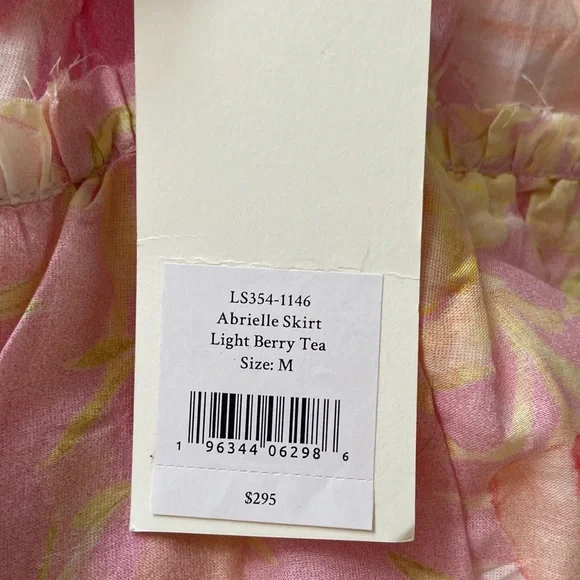 LS354-1146
Abrielle Skirt
Light Berry Tea
Size: M
1 96344 06298 6
$295